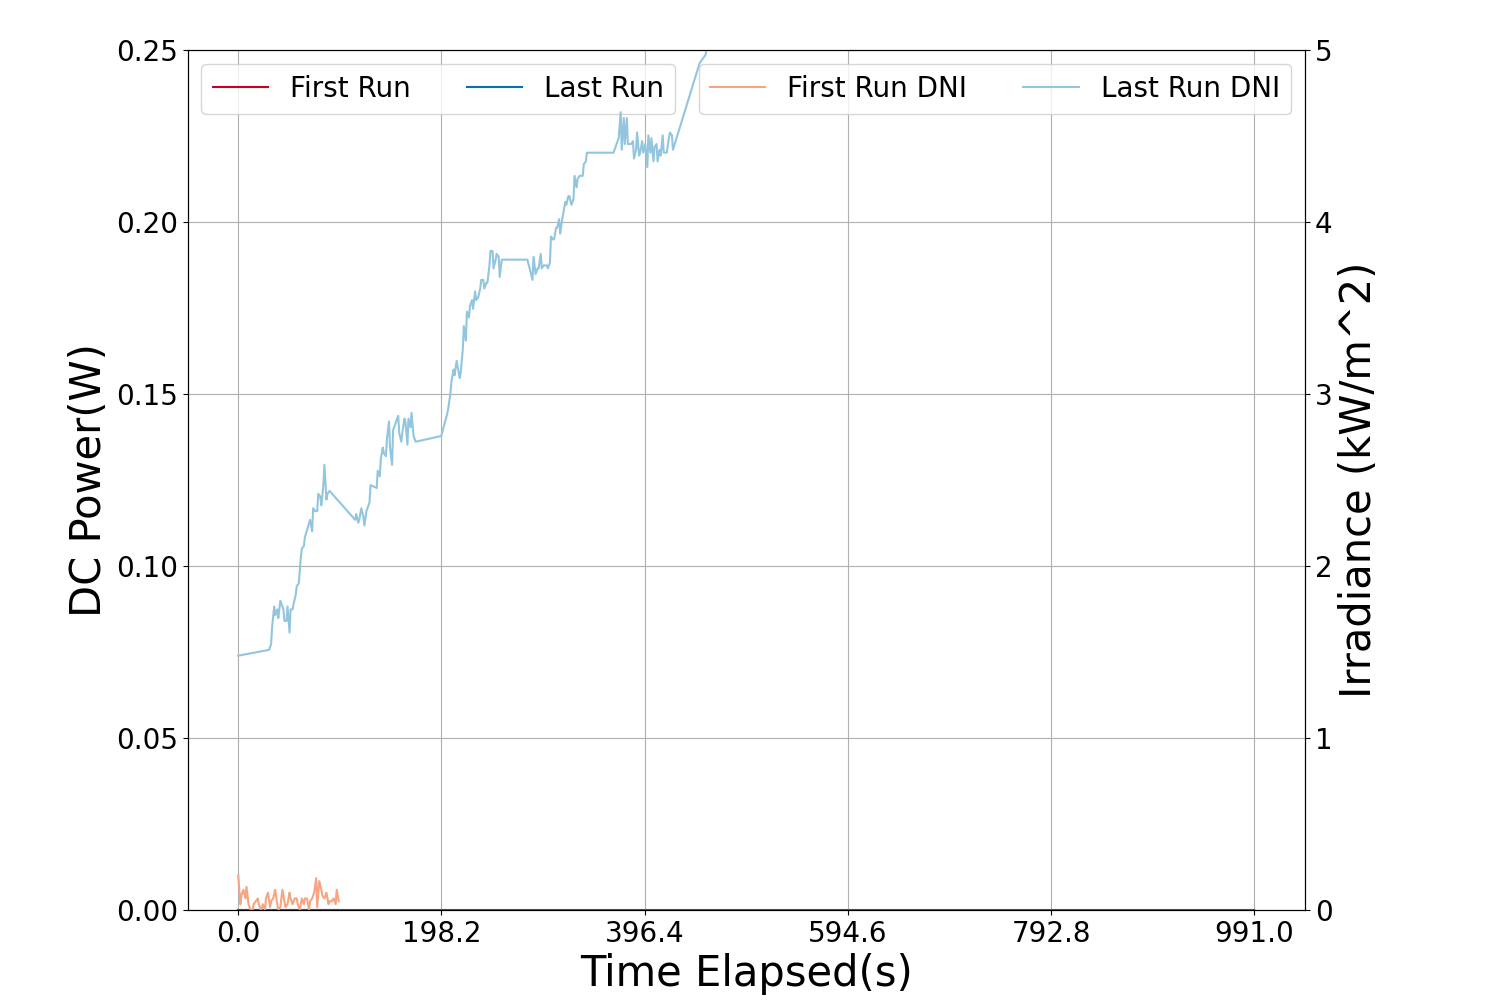 First Run
Last Run
First Run DNI
Last Run DNI
DC Power(W)
0.25
0.20
0.15
0.10
0.05
0.00
5
4
3
2
1
0
Irradiance (kW/m^2)
0.0
198.2
396.4
594.6
792.8
991.0
Time Elapsed(s)